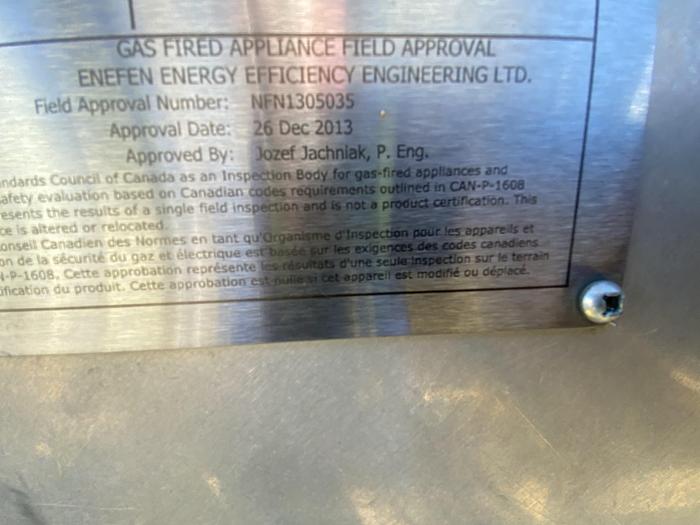 GAS FIRED APPLIANCE FIELD APPROVAL
ENEFEN ENERGY EFFICIENCY ENGINEERING LTD.
Field Approval Number: NFN1305035
Approval Date: 26 Dec 2013
Approved By: Jozef Jachniak, P. Eng.
ndards Council of Canada as an Inspection Body for gas-fired appliances and
afety evaluation based on Canadian codes requirements outlined in CAN-P-1608
esents the results of a single field inspection and is not a product certification. This
ce is altered or relocated.
onseil Canadien des Normes en tant qu'Organisme d'Inspection pour les appareils et
on de la sécurité du gaz et électrique est basée sur les exigences des codes canadiens
N-P-1608. Cette approbation représente les résultats d'une seule inspection sur le terrain
ification du produit. Cette approbation est nulle si cet appareil est modifié ou déplacé.